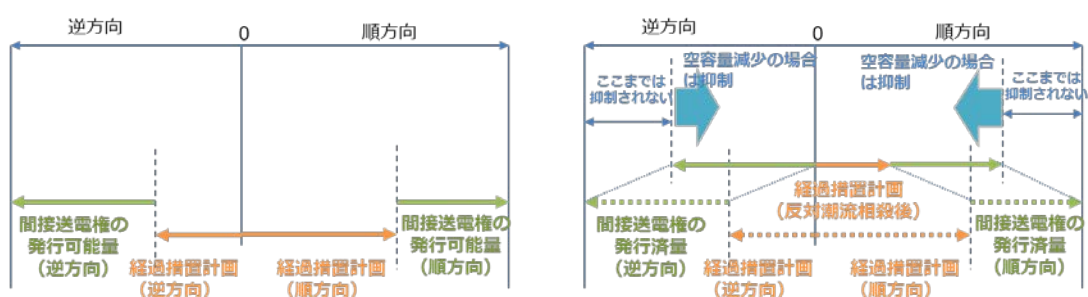 逆方向
0
順方向
間接送電権の
発行可能量
(逆方向)
経過措置計画
(逆方向)
経過措置計画
(順方向)
間接送電権の
発行可能量
(順方向)
逆方向
0
順方向
ここまでは
抑制されない
空容量減少の場合
は抑制
空容量減少の場合
は抑制
ここまでは
抑制されない
経過措置計画
(反対潮流相殺後)
間接送電権の
発行済量
(逆方向)
経過措置計画
(逆方向)
経過措置計画
(順方向)
間接送電権の
発行済量
(順方向)